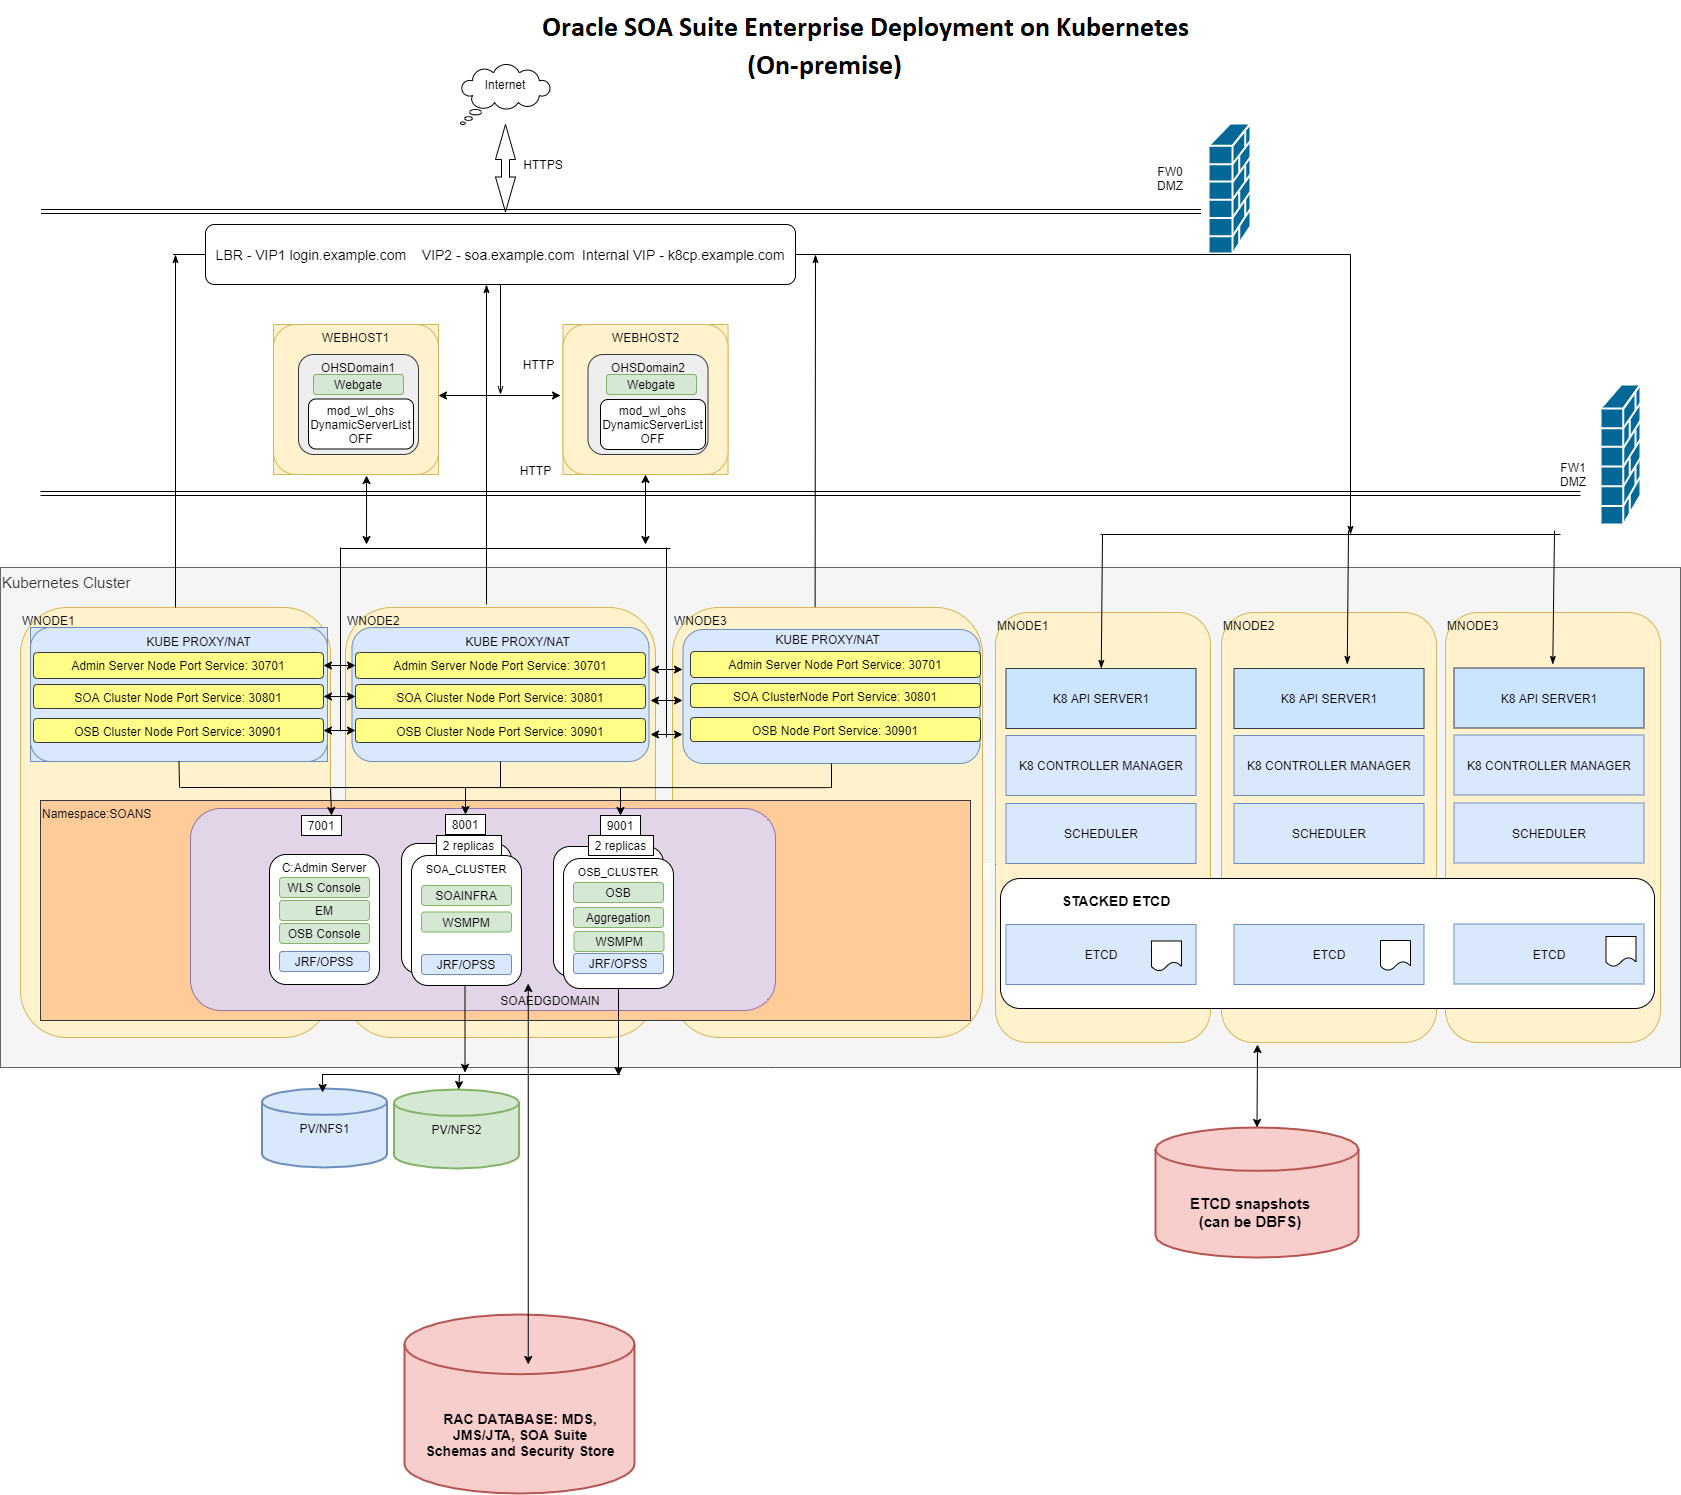 Oracle SOA Suite Enterprise Deployment on Kubernetes
(On-premise)
Internet
HTTPS
FW0
DMZ
LBR - VIP1 login.example.com VIP2 - soa.example.com Internal VIP - k8cp.example.com
WEBHOST1
OHSDomain1
Webgate
mod_wl_ohs
DynamicServerList
OFF
HTTP
WEBHOST2
OHSDomain2
Webgate
mod_wl_ohs
DynamicServerList
OFF
HTTP
FW1
DMZ
Kubernetes Cluster
WNODE1
KUBE PROXY/NAT
Admin Server Node Port Service: 30701
SOA Cluster Node Port Service: 30801
OSB Cluster Node Port Service: 30901
WNODE2
KUBE PROXY/NAT
Admin Server Node Port Service: 30701
SOA Cluster Node Port Service: 30801
OSB Cluster Node Port Service: 30901
WNODE3
KUBE PROXY/NAT
Admin Server Node Port Service: 30701
SOA ClusterNode Port Service: 30801
OSB Node Port Service: 30901
MNODE1
K8 API SERVER1
K8 CONTROLLER MANAGER
SCHEDULER
MNODE2
K8 API SERVER1
K8 CONTROLLER MANAGER
SCHEDULER
MNODE3
K8 API SERVER1
K8 CONTROLLER MANAGER
SCHEDULER
STACKED ETCD
ETCD
ETCD
ETCD
Namespace:SOANS
7001
C:Admin Server
WLS Console
EM
OSB Console
JRF/OPSS
8001
2 replicas
SOA_CLUSTER
SOAINFRA
WSMPM
JRF/OPSS
9001
2 replicas
OSB_CLUSTER
OSB
Aggregation
WSMPM
JRF/OPSS
SOAEDGDOMAIN
PV/NFS1
PV/NFS2
ETCD snapshots
(can be DBFS)
RAC DATABASE: MDS,
JMS/JTA, SOA Suite
Schemas and Security Store